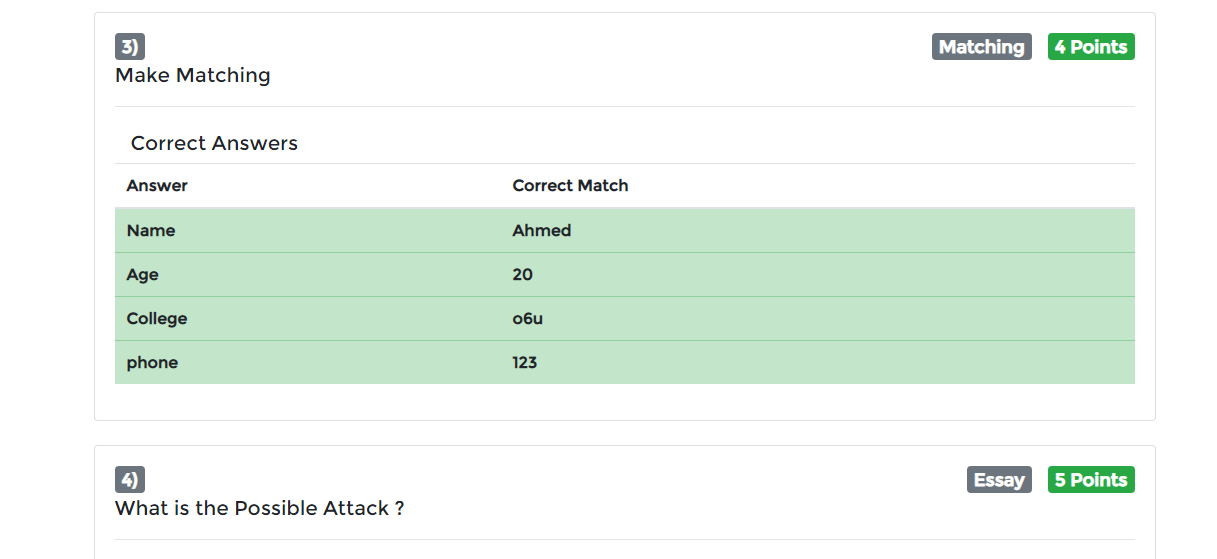 3) Matching 4 Points
Make Matching
Correct Answers
Answer Correct Match
Name Ahmed
Age 20
College o6u
phone 123
4) Essay 5 Points
What is the Possible Attack ?